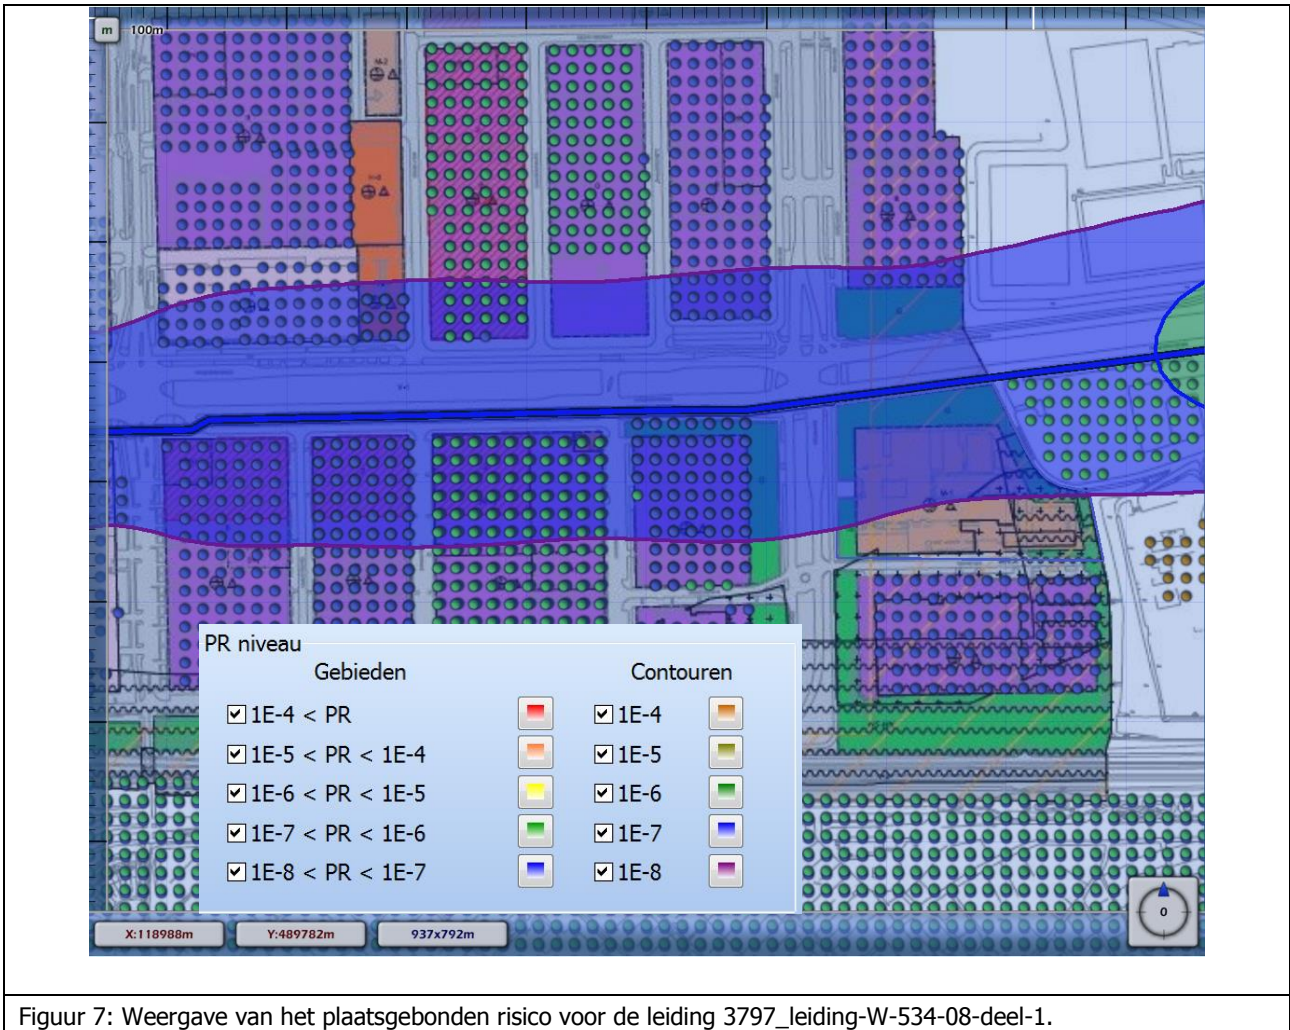 m 100m
PR niveau
Gebieden Contouren
1E-4 < PR 1E-4
1E-5 < PR < 1E-4 1E-5
1E-6 < PR < 1E-5 1E-6
1E-7 < PR < 1E-6 1E-7
1E-8 < PR < 1E-7 1E-8
0
X:118988m Y:489782m 937x792m
Figuur 7: Weergave van het plaatsgebonden risico voor de leiding 3797_leiding-W-534-08-deel-1.